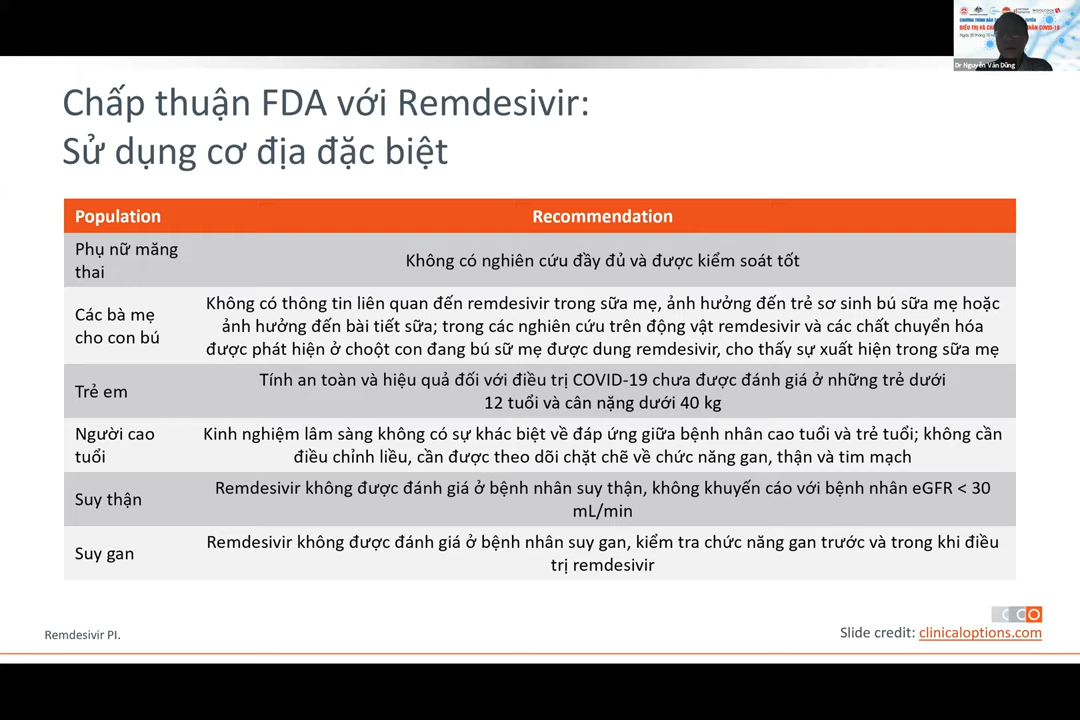 Dr Nguyễn Văn Dũng
Chấp thuận FDA với Remdesivir:
Sử dụng cơ địa đặc biệt
Population
Recommendation
Phụ nữ măng
thai
Không có nghiên cứu đầy đủ và được kiểm soát tốt
Các bà mẹ
cho con bú
Không có thông tin liên quan đến remdesivir trong sữa mẹ, ảnh hưởng đến trẻ sơ sinh bú sữa mẹ hoặc
ảnh hưởng đến bài tiết sữa; trong các nghiên cứu trên động vật remdesivir và các chất chuyển hóa
được phát hiện ở choột con đang bú sữ mẹ được dung remdesivir, cho thấy sự xuất hiện trong sữa mẹ
Trẻ em
Tính an toàn và hiệu quả đối với điều trị COVID-19 chưa được đánh giá ở những trẻ dưới
12 tuổi và cân nặng dưới 40 kg
Người cao
tuổi
Kinh nghiệm lâm sàng không có sự khác biệt về đáp ứng giữa bệnh nhân cao tuổi và trẻ tuổi; không cần
điều chỉnh liều, cần được theo dõi chặt chẽ về chức năng gan, thận và tim mạch
Suy thận
Remdesivir không được đánh giá ở bệnh nhân suy thận, không khuyến cáo với bệnh nhân eGFR < 30
mL/min
Suy gan
Remdesivir không được đánh giá ở bệnh nhân suy gan, kiểm tra chức năng gan trước và trong khi điều
trị remdesivir
Remdesivir PI.
CCO
Slide credit: clinicaloptions.com